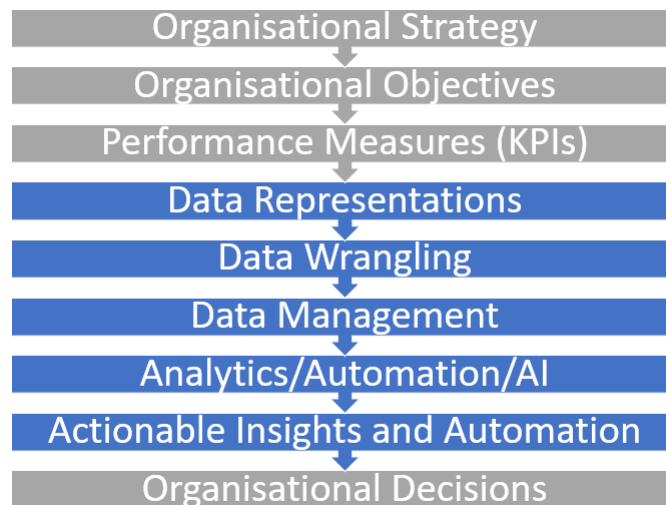 Organisational Strategy
Organisational Objectives
Performance Measures (KPIs)
Data Representations
Data Wrangling
Data Management
Analytics/Automation/AI
Actionable Insights and Automation
Organisational Decisions